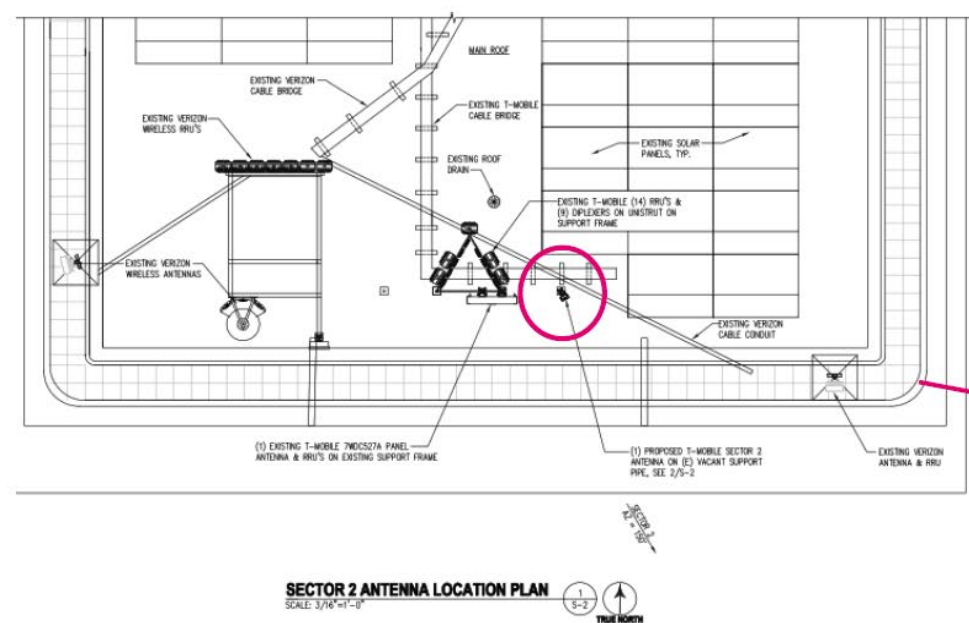 MAIN ROOF
EXISTING VERIZON
CABLE BRIDGE
EXISTING T-MOBILE
CABLE BRIDGE
EXISTING VERIZON
WIRELESS RRU'S
EXISTING SOLAR
PANELS, TYP.
EXISTING ROOF
DRAIN
EXISTING T-MOBILE (14) RRU'S &
(9) DIPLEXERS ON UNISTRUT ON
SUPPORT FRAME
EXISTING VERIZON
WIRELESS ANTENNAS
EXISTING VERIZON
CABLE CONDUIT
(1) EXISTING T-MOBILE 7WDC527A PANEL
ANTENNA & RRU'S ON EXISTING SUPPORT FRAME
(1) PROPOSED T-MOBILE SECTOR 2
ANTENNA ON (E) VACANT SUPPORT
PIPE, SEE 2/S-2
EXISTING VERIZON
ANTENNA & RRU
SECTOR 2
AZ. = 150°
SECTOR 2 ANTENNA LOCATION PLAN
SCALE: 3/16"=1'-0"
1
S-2
TRUE NORTH